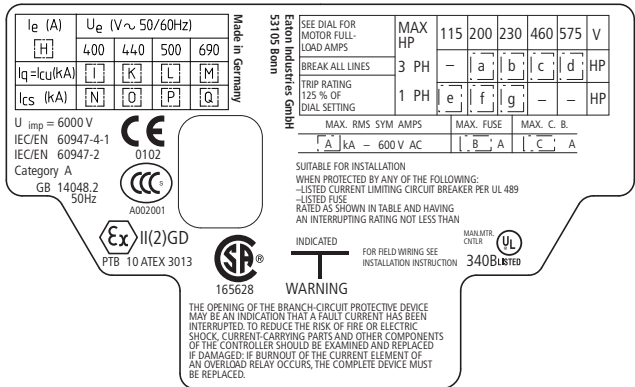 Ie (A) Ue (V~ 50/60Hz)
H 400 440 500 690
Iq =Icu(kA) I K L M
Ics (kA) N O P Q
Made in Germany
Eaton Industries GmbH
53105 Bonn
U imp = 6000 V
IEC/EN 60947-4-1
IEC/EN 60947-2
Category A
GB 14048.2
50Hz
CE
0102
CCC S
A002001
Ex II(2)GD
PTB 10 ATEX 3013
SEE DIAL FOR
MOTOR FULL-
LOAD AMPS
BREAK ALL LINES
TRIP RATING
125 % OF
DIAL SETTING
MAX HP 115 200 230 460 575 V
3 PH – a b c d HP
1 PH e f g – – HP
MAX. RMS SYM AMPS MAX. FUSE MAX. C. B.
A kA – 600 V AC B A C A
SUITABLE FOR INSTALLATION
WHEN PROTECTED BY ANY OF THE FOLLOWING:
–LISTED CURRENT LIMITING CIRCUIT BREAKER PER UL 489
–LISTED FUSE
RATED AS SHOWN IN TABLE AND HAVING
AN INTERRUPTING RATING NOT LESS THAN
SA ®
165628
INDICATED
FOR FIELD WIRING SEE
INSTALLATION INSTRUCTION
MAN.MTR.
CNTLR
340B
UL
LISTED
WARNING
THE OPENING OF THE BRANCH-CIRCUIT PROTECTIVE DEVICE
MAY BE AN INDICATION THAT A FAULT CURRENT HAS BEEN
INTERRUPTED. TO REDUCE THE RISK OF FIRE OR ELECTRIC
SHOCK, CURRENT-CARRYING PARTS AND OTHER COMPONENTS
OF THE CONTROLLER SHOULD BE EXAMINED AND REPLACED
IF DAMAGED: IF BURNOUT OF THE CURRENT ELEMENT OF
AN OVERLOAD RELAY OCCURS, THE COMPLETE DEVICE MUST
BE REPLACED.